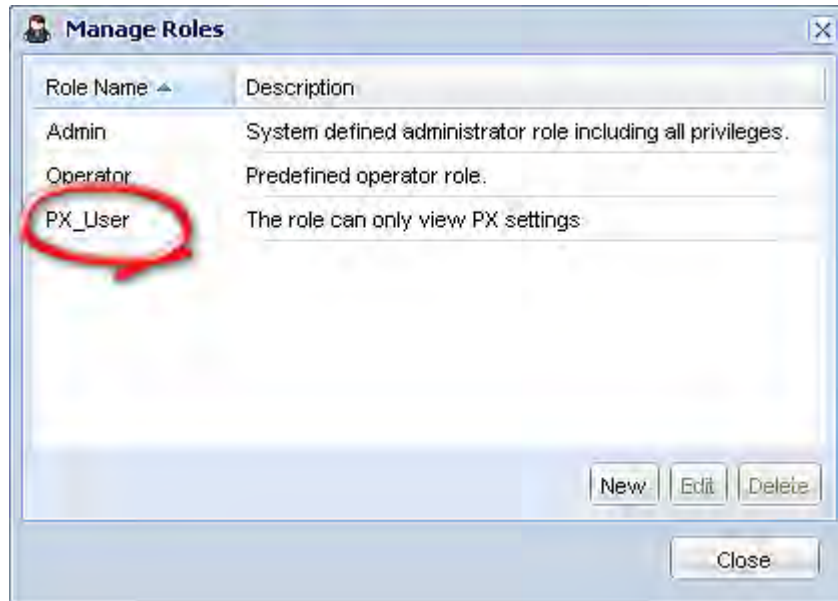 Manage Roles
Role Name Description
Admin System defined administrator role including all privileges.
Operator Predefined operator role.
PX_User The role can only view PX settings
New Edit Delete
Close